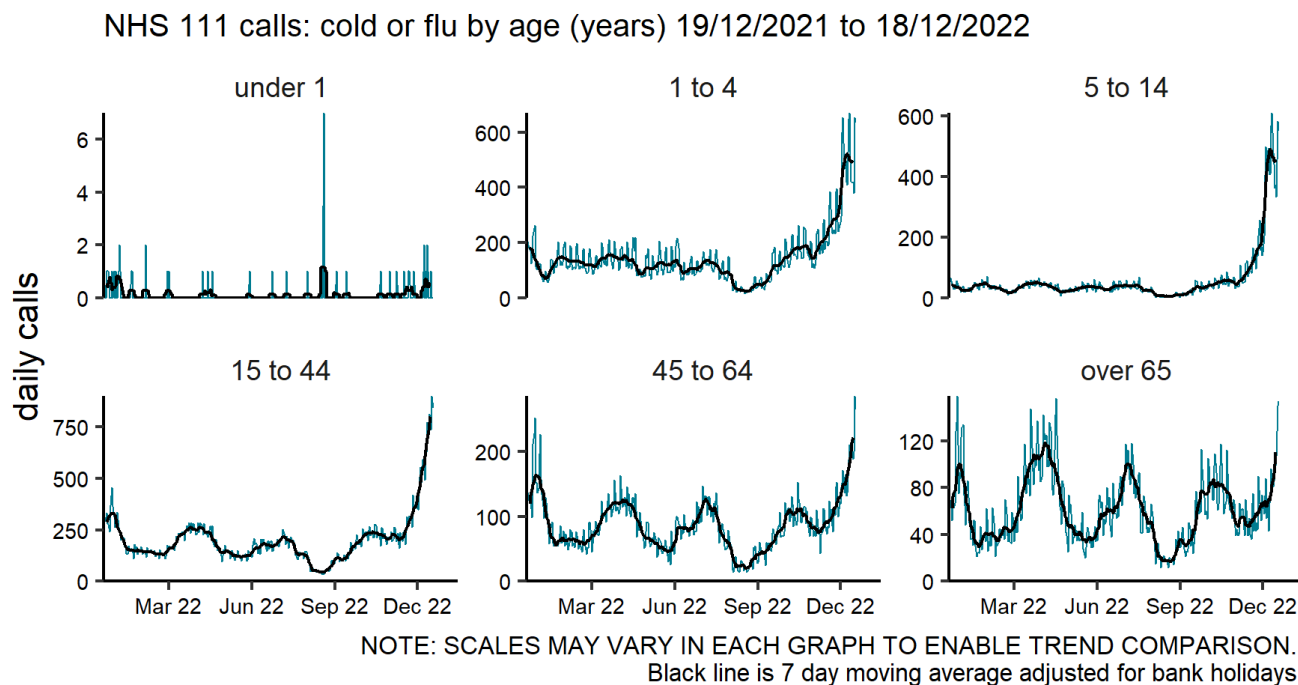 NHS 111 calls: cold or flu by age (years) 19/12/2021 to 18/12/2022
under 1
1 to 4
5 to 14
6
4
2
0
600
400
200
0
600
400
200
0
daily calls
15 to 44
45 to 64
over 65
750
500
250
0
200
100
0
120
80
40
0
Mar 22 Jun 22 Sep 22 Dec 22
Mar 22 Jun 22 Sep 22 Dec 22
Mar 22 Jun 22 Sep 22 Dec 22
NOTE: SCALES MAY VARY IN EACH GRAPH TO ENABLE TREND COMPARISON.
Black line is 7 day moving average adjusted for bank holidays